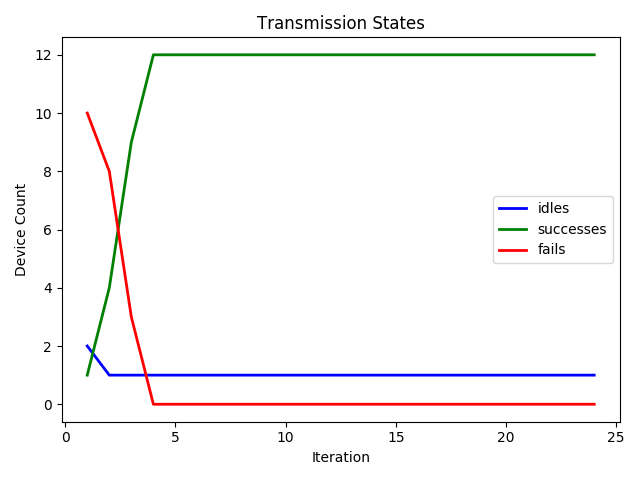 Transmission States
Device Count
12
10
8
6
4
2
0
idles
successes
fails
0 5 10 15 20 25
Iteration